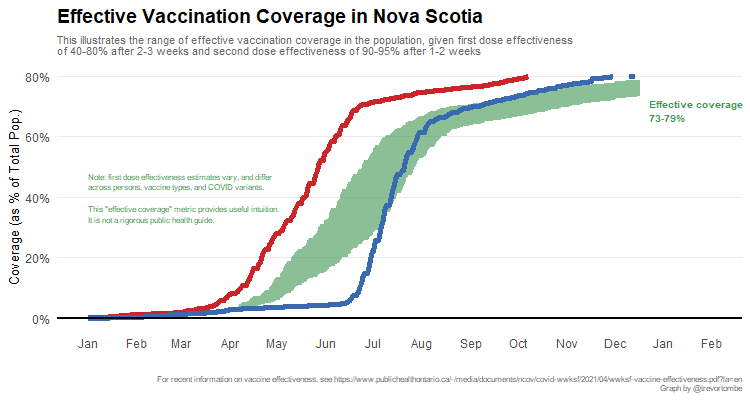 Effective Vaccination Coverage in Nova Scotia
This illustrates the range of effective vaccination coverage in the population, given first dose effectiveness
of 40-80% after 2-3 weeks and second dose effectiveness of 90-95% after 1-2 weeks
80%
Effective coverage
73-79%
60%
Note: first dose effectiveness estimates vary, and differ
across persons, vaccine types, and COVID variants.
40%
This "effective coverage" metric provides useful intuition.
It is not a rigorous public health guide.
20%
0%
Coverage (as % of Total Pop.)
Jan Feb Mar Apr May Jun Jul Aug Sep Oct Nov Dec Jan Feb
For recent information on vaccine effectiveness, see https://www.publichealthontario.ca/-/media/documents/ncov/covid-wwksf/2021/04/wwksf-vaccine-effectiveness.pdf?la=en
Graph by @trevortombe